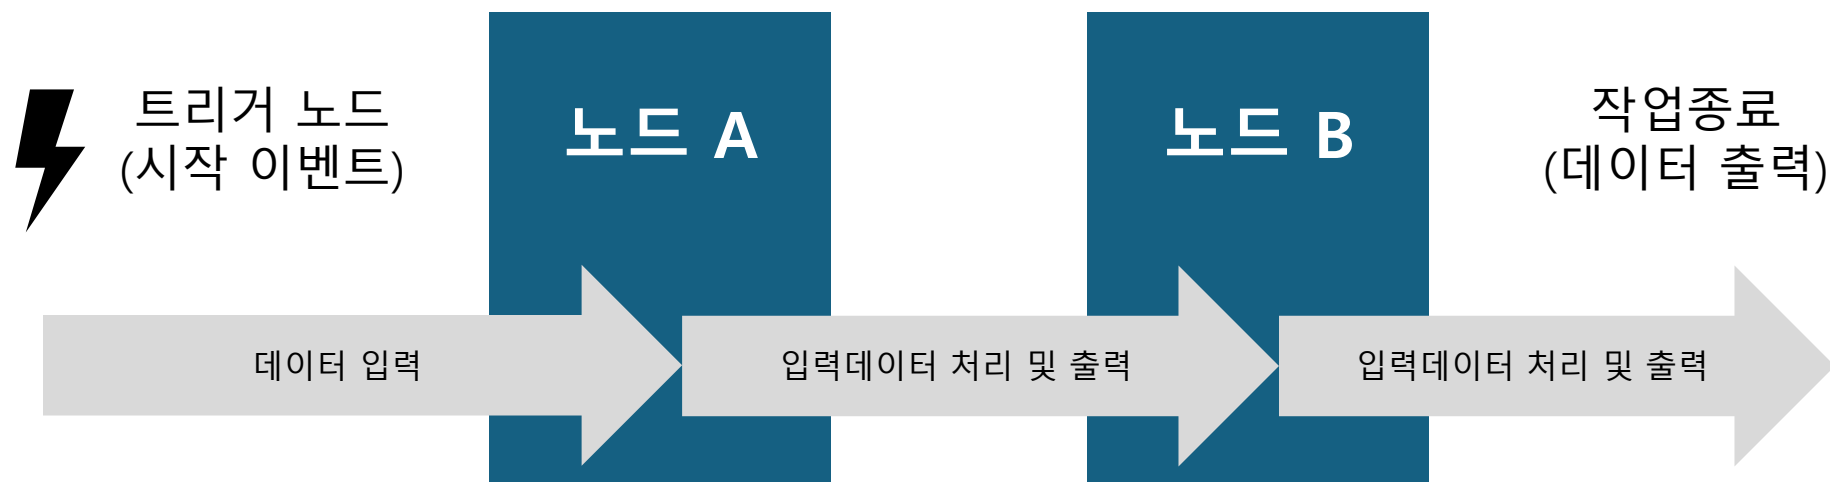 트리거 노드
(시작 이벤트)
노드 A
노드 B
작업종료
(데이터 출력)
데이터 입력
입력데이터 처리 및 출력
입력데이터 처리 및 출력